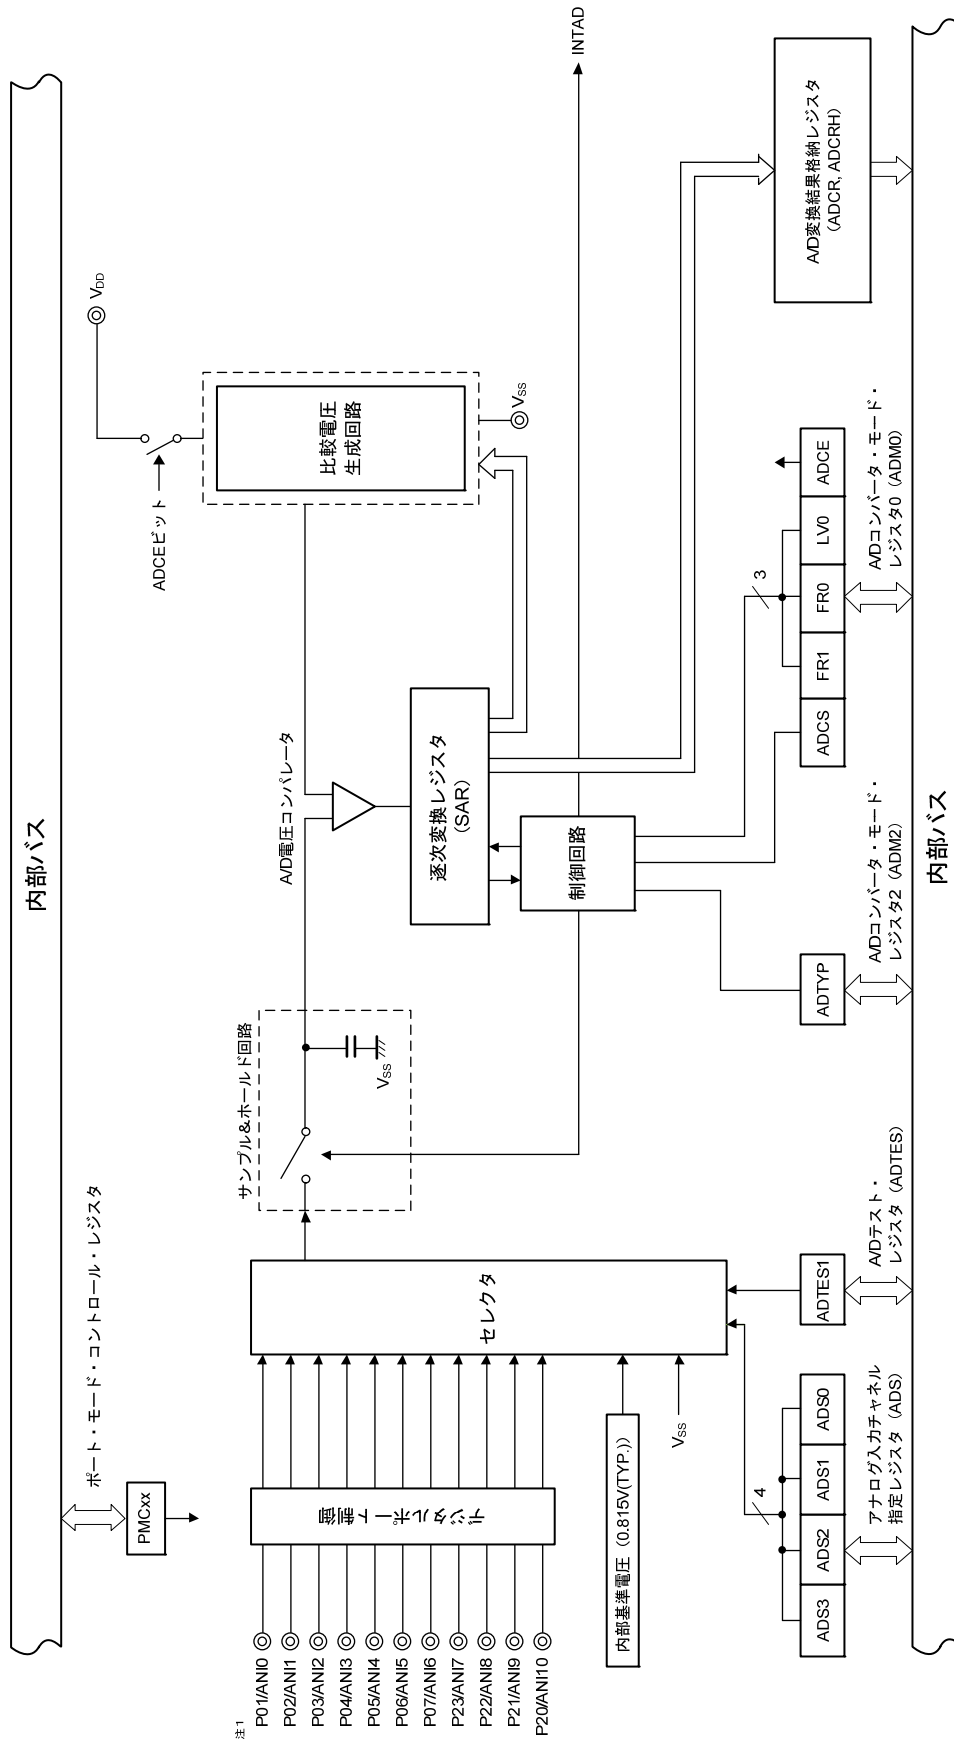 内部バス
ポート・モード・コントロール・レジスタ
PMCxx
注1
P01/ANI0
P02/ANI1
P03/ANI2
P04/ANI3
P05/ANI4
P06/ANI5
P07/ANI6
P23/ANI7
P22/ANI8
P21/ANI9
P20/ANI10
デジタルポート制御
内部基準電圧（0.815V(TYP.)）
VSS
セレクタ
サンプル&ホールド回路
VSS
A/D電圧コンパレータ
ADCEビット
VDD
比較電圧
生成回路
VSS
逐次変換レジスタ
(SAR)
制御回路
INTAD
A/D変換結果格納レジスタ
（ADCR, ADCRH）
4
ADS3
ADS2
ADS1
ADS0
アナログ入力チャネル
指定レジスタ（ADS）
ADTES1
A/Dテスト・
レジスタ（ADTES）
ADTYP
A/Dコンバータ・モード・
レジスタ2（ADM2）
3
ADCS
FR1
FR0
LV0
ADCE
A/Dコンバータ・モード・
レジスタ0（ADM0）
内部バス